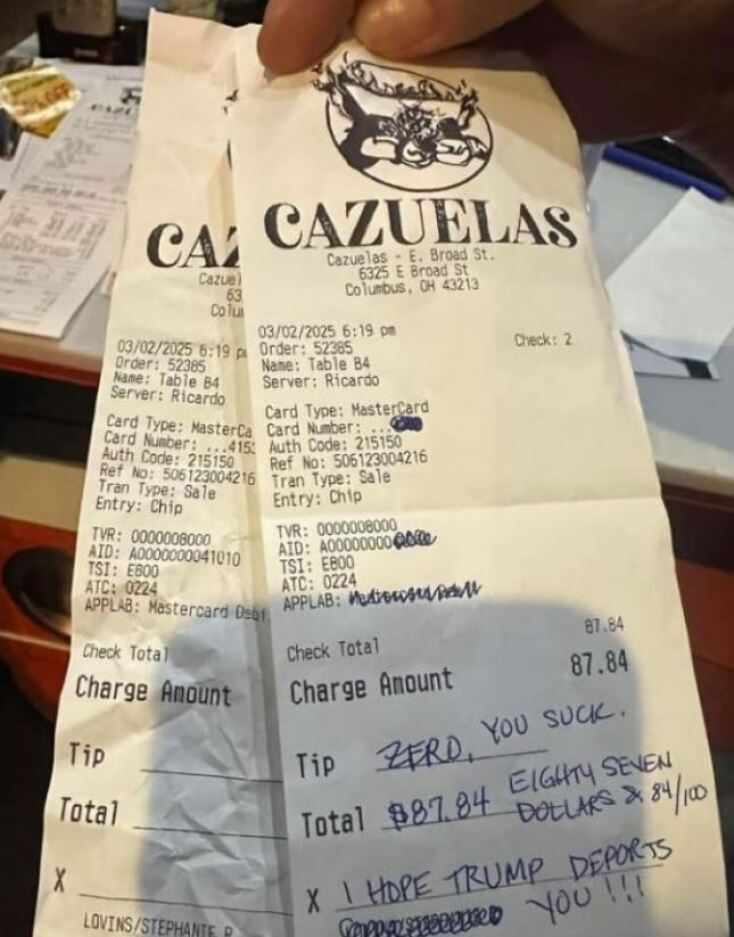 CAZ
Cazuel
63
Colu
03/02/2025 6:19 p
Order: 52385
Name: Table B4
Server: Ricardo
Card Type: MasterCa
Card Number: ...415
Auth Code: 215150
Ref No: 506123004216
Tran Type: Sale
Entry: Chip
TVR: 0000008000
AID: A0000000041010
TSI: E800
ATC: 0224
APPLAB: Mastercard Debi
Check Total
Charge Amount
Tip
Total
X
LOVINS/STEPHANIE
CAZUELAS
Cazuelas - E. Broad St.
6325 E Broad St
Columbus, OH 43213
03/02/2025 6:19 pm
Check: 2
Order: 52385
Name: Table B4
Server: Ricardo
Card Type: MasterCard
Card Number: ...
Auth Code: 215150
Ref No: 506123004216
Tran Type: Sale
Entry: Chip
TVR: 0000008000
AID: A00000000
TSI: E800
ATC: 0224
APPLAB:
Check Total 87.84
Charge Amount 87.84
Tip ZERO, YOU SUCK.
Total $87.84 EIGHTY SEVEN
DOLLARS & 84/100
X I HOPE TRUMP DEPORTS
YOU!!!